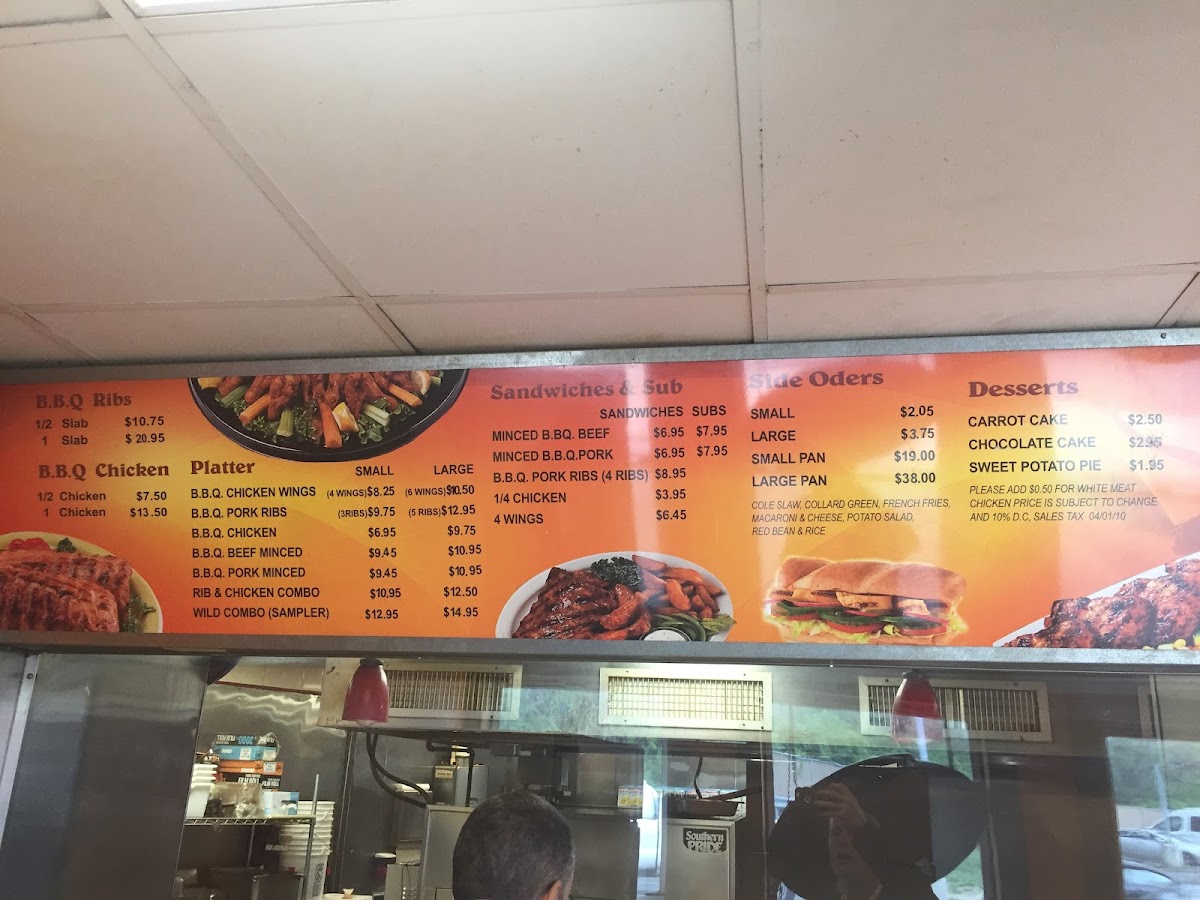 B.B.Q Ribs
1/2 Slab $10.75
1 Slab $ 20.95
B.B.Q Chicken
1/2 Chicken $7.50
1 Chicken $13.50
Platter
SMALL LARGE
B.B.Q. CHICKEN WINGS (4 WINGS) $8.25 (6 WINGS) $10.50
B.B.Q. PORK RIBS (3RIBS) $9.75 (5 RIBS) $12.95
B.B.Q. CHICKEN $6.95 $9.75
B.B.Q. BEEF MINCED $9.45 $10.95
B.B.Q. PORK MINCED $9.45 $10.95
RIB & CHICKEN COMBO $10.95 $12.50
WILD COMBO (SAMPLER) $12.95 $14.95
Sandwiches & Sub
SANDWICHES SUBS
MINCED B.BQ. BEEF $6.95 $7.95
MINCED B.B.Q.PORK $6.95 $7.95
B.B.Q. PORK RIBS (4 RIBS) $8.95
1/4 CHICKEN $3.95
4 WINGS $6.45
Side Oders
SMALL $2.05
LARGE $3.75
SMALL PAN $19.00
LARGE PAN $38.00
COLE SLAW, COLLARD GREEN, FRENCH FRIES,
MACARONI & CHEESE, POTATO SALAD,
RED BEAN & RICE
Desserts
CARROT CAKE $2.50
CHOCOLATE CAKE $2.95
SWEET POTATO PIE $1.95
PLEASE ADD $0.50 FOR WHITE MEAT
CHICKEN PRICE IS SUBJECT TO CHANGE
AND 10% D.C, SALES TAX 04/01/10
Southern
PRIDE